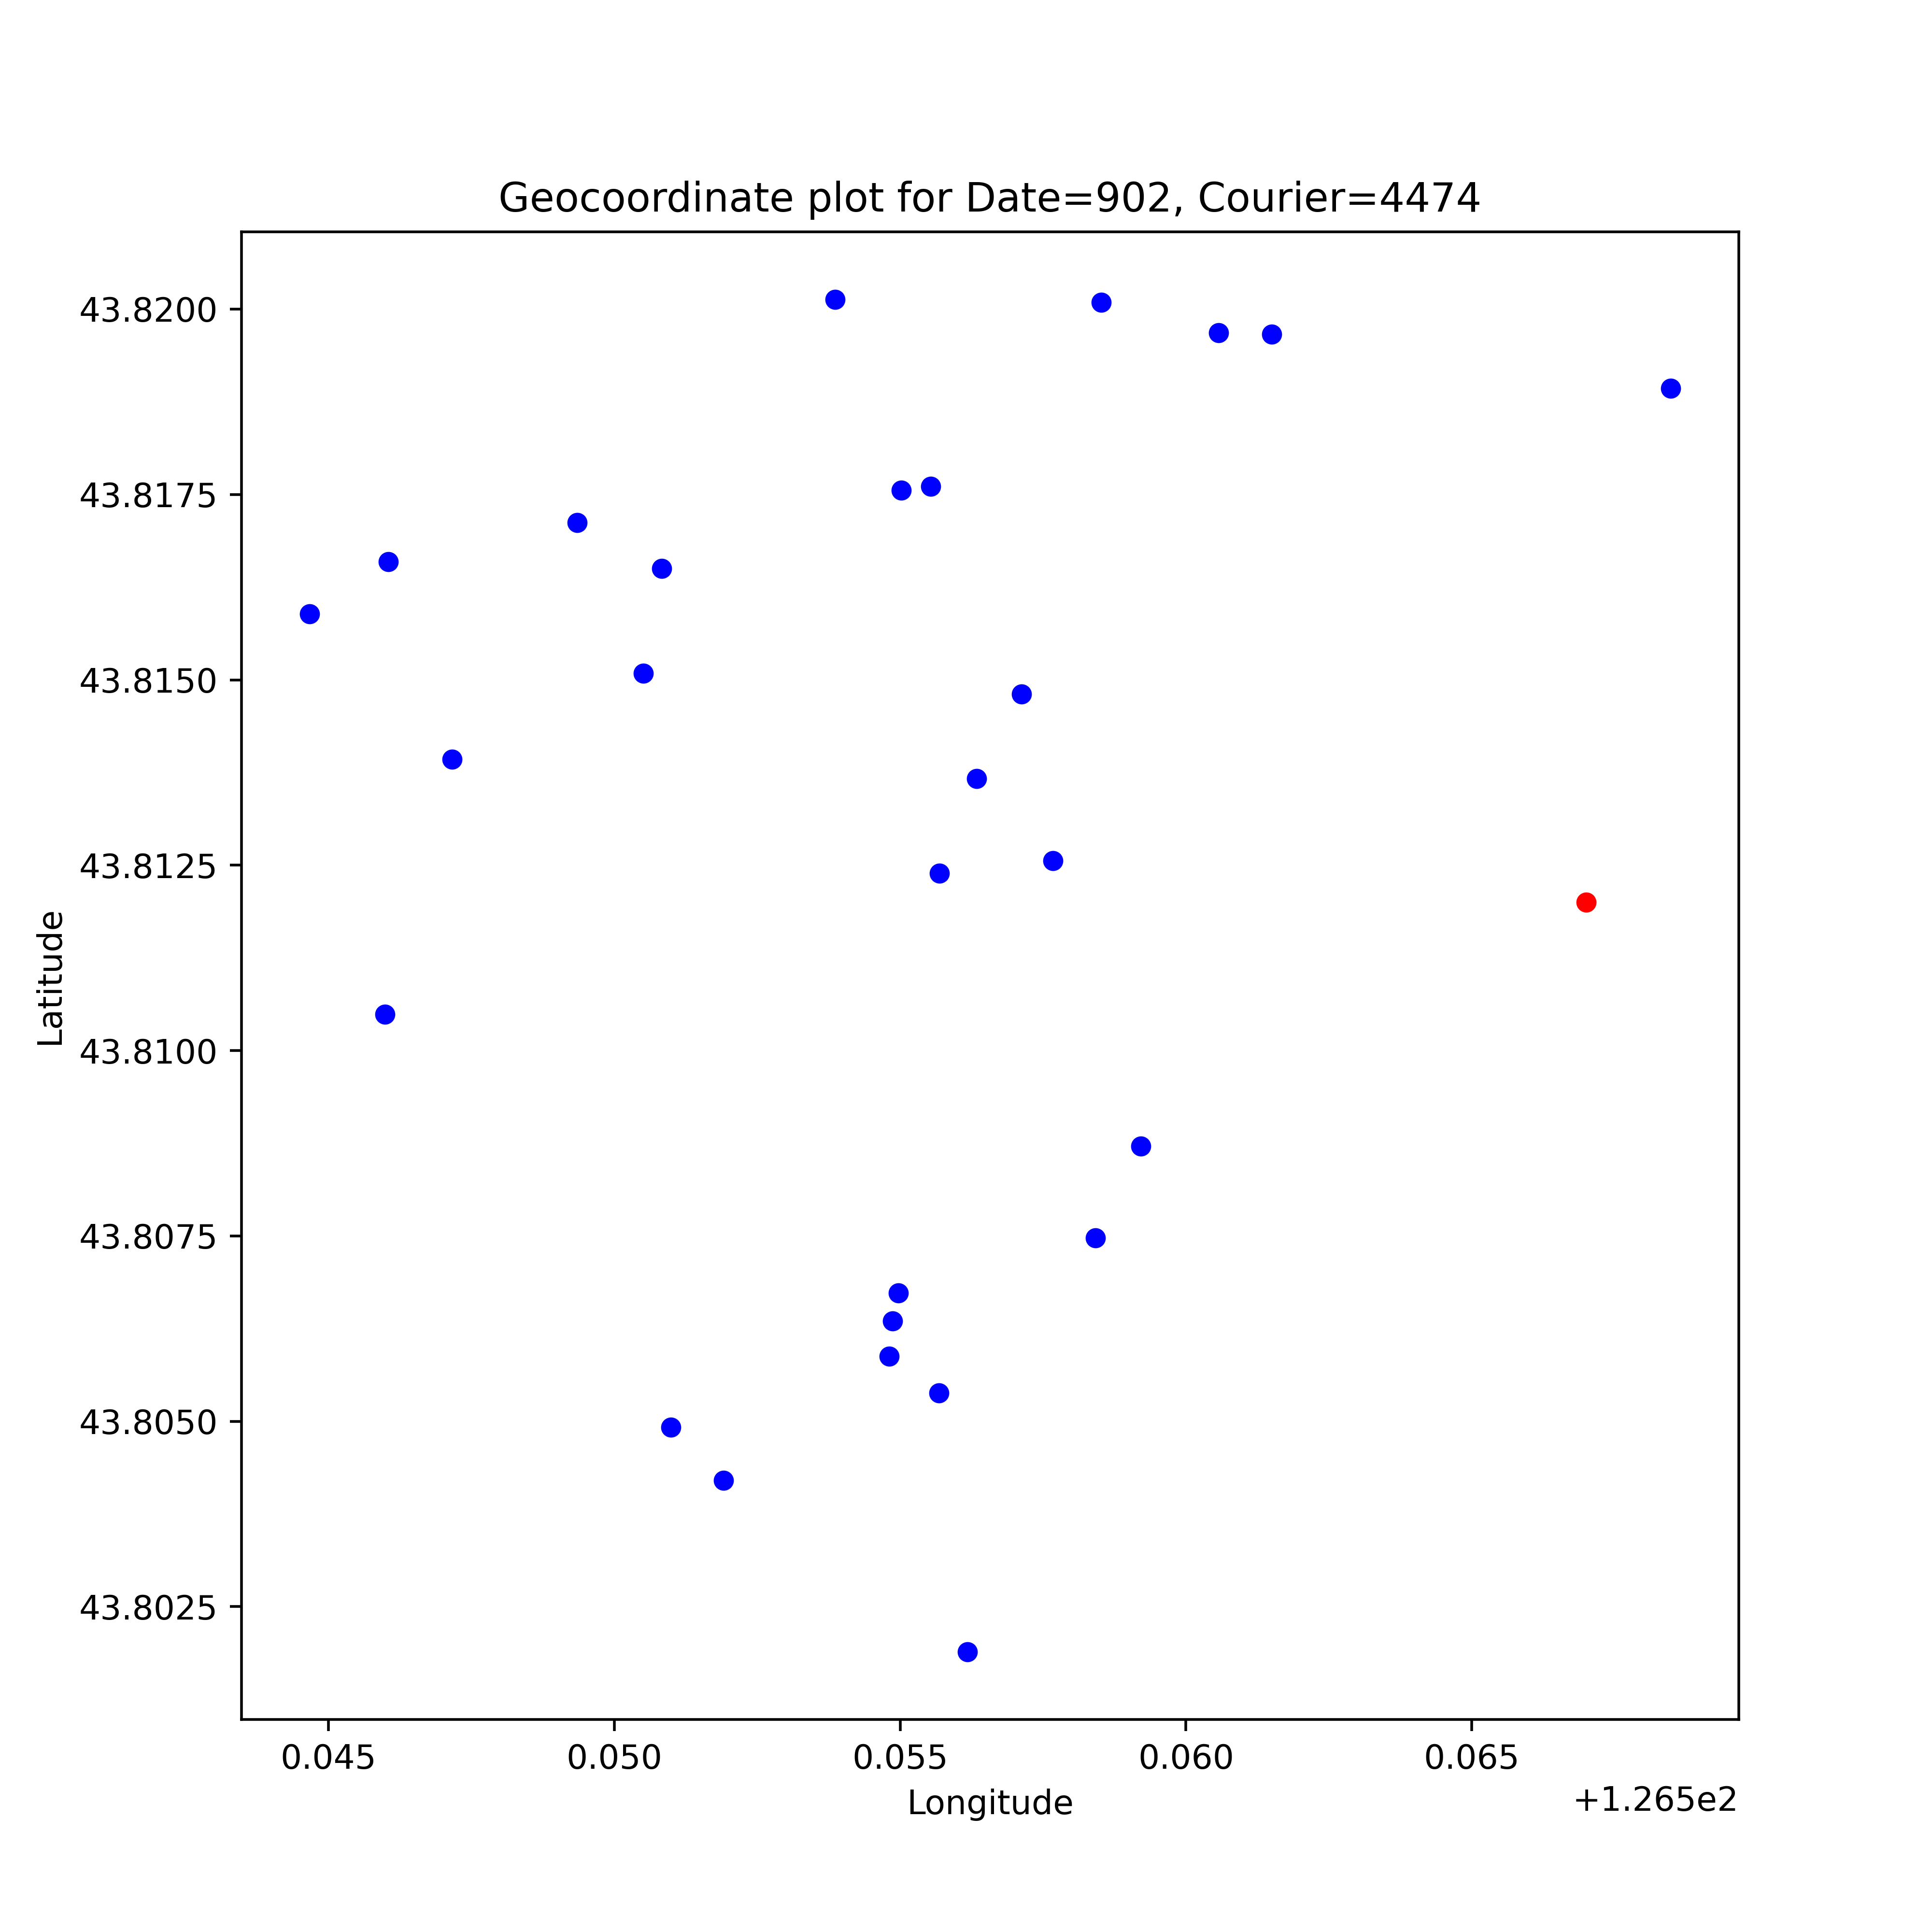 Geocoordinate plot for Date=902, Courier=4474
43.8200
43.8175
43.8150
43.8125
43.8100
43.8075
43.8050
43.8025
Latitude
0.045 0.050 0.055 0.060 0.065
Longitude
+1.265e2